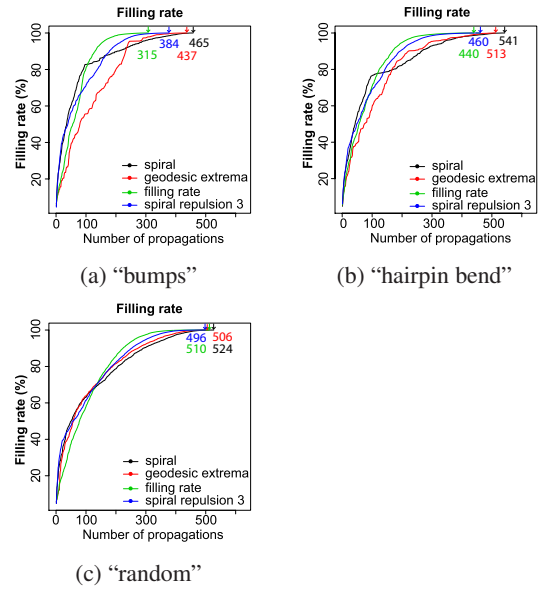 Filling rate
Filling rate (%)
100
80
60
40
20
384 465
315 437
spiral
geodesic extrema
filling rate
spiral repulsion 3
0 100 300 500
Number of propagations
(a) “bumps”
Filling rate
Filling rate (%)
100
80
60
40
20
460 541
440 513
spiral
geodesic extrema
filling rate
spiral repulsion 3
0 100 300 500
Number of propagations
(b) “hairpin bend”
Filling rate
Filling rate (%)
100
80
60
40
20
496 506
510 524
spiral
geodesic extrema
filling rate
spiral repulsion 3
0 100 300 500
Number of propagations
(c) “random”